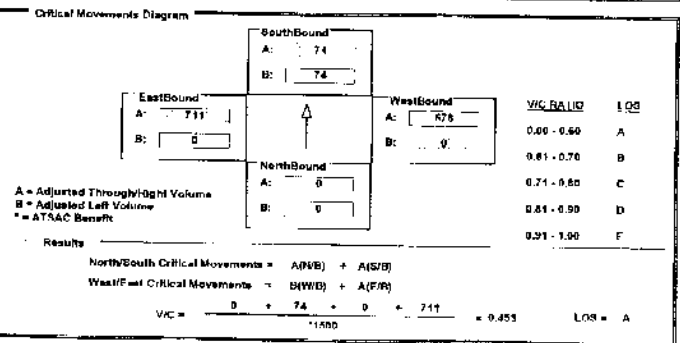 Critical Movements Diagram
SouthBound
A: 74
B: 74
EastBound
A: 711
B: 0
WestBound
A: 678
B: 0
NorthBound
A: 0
B: 0
V/C RATIO LOS
0.00 - 0.60 A
0.61 - 0.70 B
0.71 - 0.80 C
0.81 - 0.90 D
0.91 - 1.00 E
A = Adjusted Through/Right Volume
B = Adjusted Left Volume
* = ATSAC Benefit
Results
North/South Critical Movements = A(N/B) + A(S/B)
West/East Critical Movements = B(W/B) + A(E/B)
V/C = 0 + 74 + 0 + 711 = 0.453 LOS = A
*1500